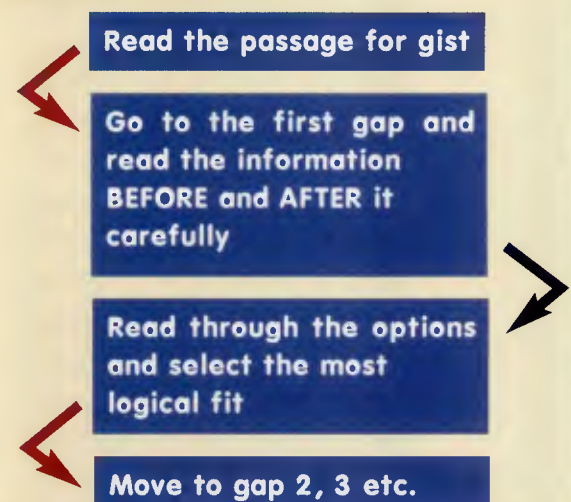 Read the passage for gist
Go to the first gap and
read the information
BEFORE and AFTER it
carefully
Read through the options
and select the most
logical fit
Move to gap 2, 3 etc.